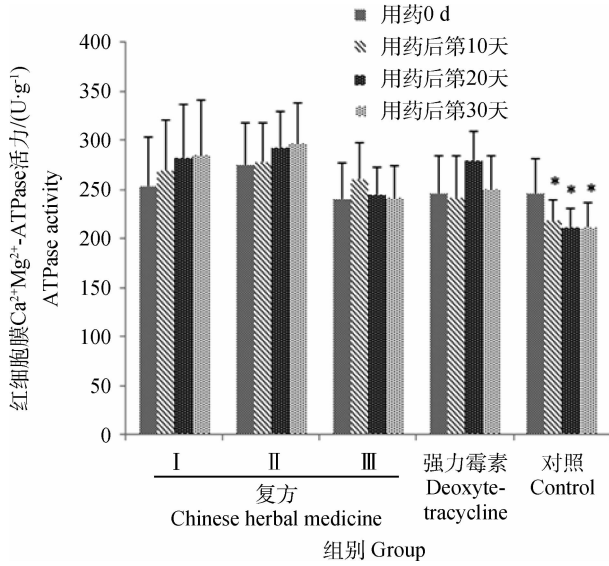 用药0 d
用药后第10天
用药后第20天
用药后第30天
红细胞膜Ca²⁺Mg²⁺-ATPase活力/(U·g⁻¹)
ATPase activity
400
350
300
250
200
150
100
50
0
* * *
Ⅰ Ⅱ Ⅲ 强力霉素 对照
复方 Deoxyte- Control
Chinese herbal medicine tracycline
组别 Group